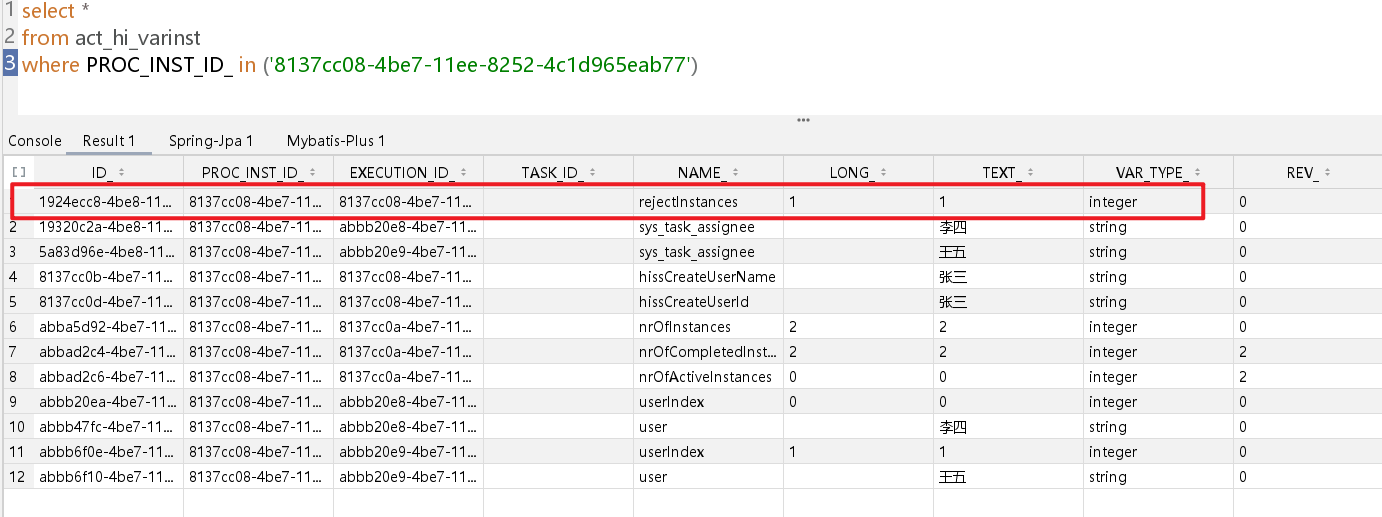 1 select *
2 from act_hi_varinst
3 where PROC_INST_ID_ in ('8137cc08-4be7-11ee-8252-4c1d965eab77')
Console Result 1 Spring-Jpa 1 Mybatis-Plus 1
ID_ PROC_INST_ID_ EXECUTION_ID_ TASK_ID_ NAME_ LONG_ TEXT_ VAR_TYPE_ REV_
1924ecc8-4be8-11... 8137cc08-4be7-11... 8137cc08-4be7-11... rejectInstances 1 1 integer 0
2 19320c2a-4be8-11... 8137cc08-4be7-11... abbb20e8-4be7-11... sys_task_assignee 李四 string 0
3 5a83d96e-4be8-11... 8137cc08-4be7-11... abbb20e9-4be7-11... sys_task_assignee 王五 string 0
4 8137cc0b-4be7-11... 8137cc08-4be7-11... 8137cc08-4be7-11... hissCreateUserName 张三 string 0
5 8137cc0d-4be7-11... 8137cc08-4be7-11... 8137cc08-4be7-11... hissCreateUserId 张三 string 0
6 abba5d92-4be7-11... 8137cc08-4be7-11... 8137cc0a-4be7-11... nrOfInstances 2 2 integer 0
7 abbad2c4-4be7-11... 8137cc08-4be7-11... 8137cc0a-4be7-11... nrOfCompletedInst... 2 2 integer 2
8 abbad2c6-4be7-11... 8137cc08-4be7-11... 8137cc0a-4be7-11... nrOfActiveInstances 0 0 integer 2
9 abbb20ea-4be7-11... 8137cc08-4be7-11... abbb20e8-4be7-11... userIndex 0 0 integer 0
10 abbb47fc-4be7-11... 8137cc08-4be7-11... abbb20e8-4be7-11... user 李四 string 0
11 abbb6f0e-4be7-11... 8137cc08-4be7-11... abbb20e9-4be7-11... userIndex 1 1 integer 0
12 abbb6f10-4be7-11... 8137cc08-4be7-11... abbb20e9-4be7-11... user 王五 string 0